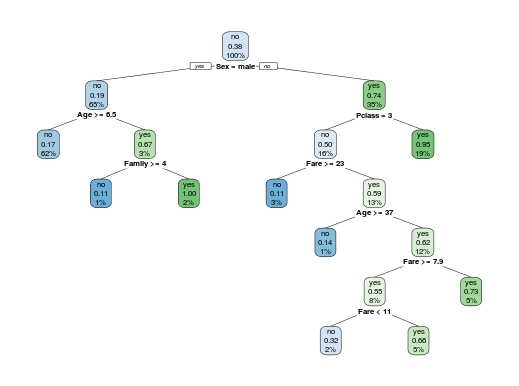 no
0.38
100%
yes Sex = male no
no
0.19
65%
yes
0.74
35%
Age >= 6.5
Pclass = 3
no
0.17
62%
yes
0.67
3%
no
0.50
16%
yes
0.95
19%
Family >= 4
Fare >= 23
no
0.11
1%
yes
1.00
2%
no
0.11
3%
yes
0.59
13%
Age >= 37
no
0.14
1%
yes
0.62
12%
Fare >= 7.9
yes
0.55
8%
yes
0.73
5%
Fare < 11
no
0.32
2%
yes
0.66
5%